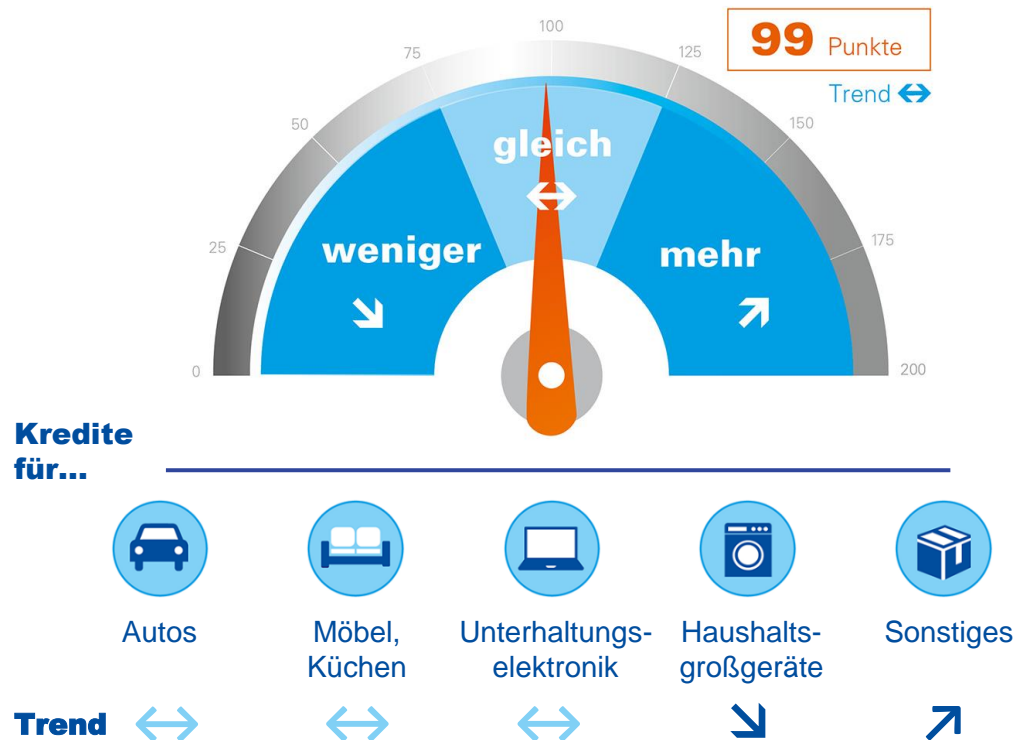 100
99 Punkte
75
125
Trend
50
150
gleich
weniger
mehr
25
175
0
200
Kredite
für...
Autos
Möbel,
Küchen
Unterhaltungs-
elektronik
Haushalts-
großgeräte
Sonstiges
Trend